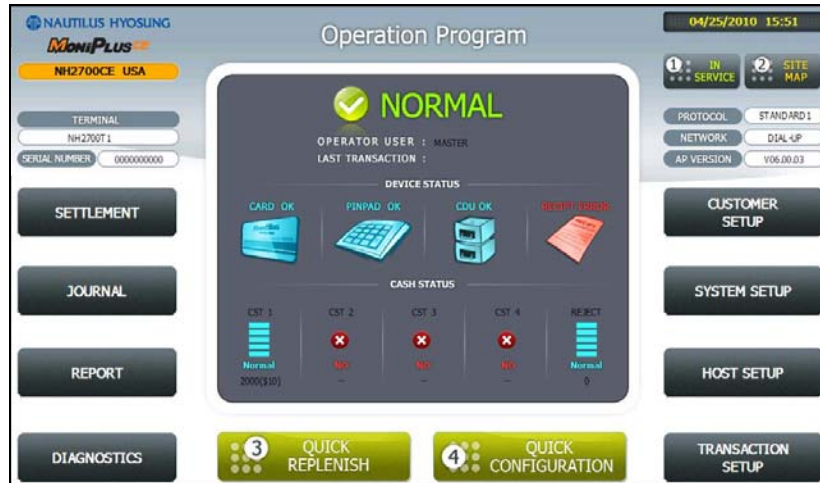 NAUTILUS HYOSUNG
MoniPlus CE
NH2700CE USA
Operation Program
04/25/2010 15:51
1 IN SERVICE
2 SITE MAP
TERMINAL
NH2700T1
SERIAL NUMBER 0000000000
PROTOCOL STANDARD1
NETWORK DIAL-UP
AP VERSION V06.00.03
NORMAL
OPERATOR USER : MASTER
LAST TRANSACTION :
DEVICE STATUS
CARD OK PINPAD OK CDU OK RECEIPT ERROR
CASH STATUS
CST 1 CST 2 CST 3 CST 4 REJECT
Normal NO NO NO Normal
2000($10) -- -- -- 0
SETTLEMENT
JOURNAL
REPORT
DIAGNOSTICS
CUSTOMER SETUP
SYSTEM SETUP
HOST SETUP
TRANSACTION SETUP
3 QUICK REPLENISH
4 QUICK CONFIGURATION